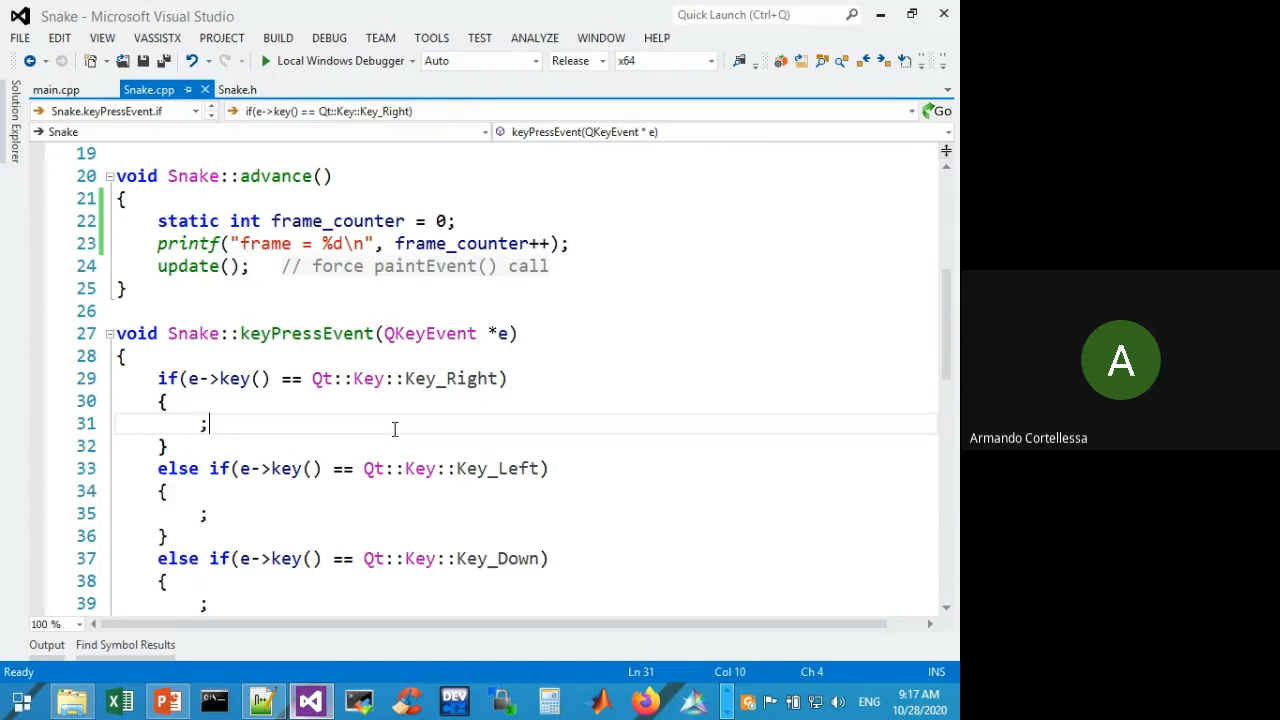 Snake - Microsoft Visual Studio
Quick Launch (Ctrl+Q)
FILE EDIT VIEW VASSISTX PROJECT BUILD DEBUG TEAM TOOLS TEST ANALYZE WINDOW HELP
Local Windows Debugger Auto Release x64
Solution Explorer
main.cpp Snake.cpp Snake.h
Snake.keyPressEvent.if if(e->key() == Qt::Key::Key_Right) Go
Snake keyPressEvent(QKeyEvent * e)
19
20 void Snake::advance()
21 {
22 static int frame_counter = 0;
23 printf("frame = %d\n", frame_counter++);
24 update(); // force paintEvent() call
25 }
26
27 void Snake::keyPressEvent(QKeyEvent *e)
28 {
29 if(e->key() == Qt::Key::Key_Right)
30 {
31 ;
32 }
33 else if(e->key() == Qt::Key::Key_Left)
34 {
35 ;
36 }
37 else if(e->key() == Qt::Key::Key_Down)
38 {
39 ;
100 %
Output Find Symbol Results
Ready Ln 31 Col 10 Ch 4 INS
DEV
ENG
9:17 AM
10/28/2020
A
Armando Cortellessa